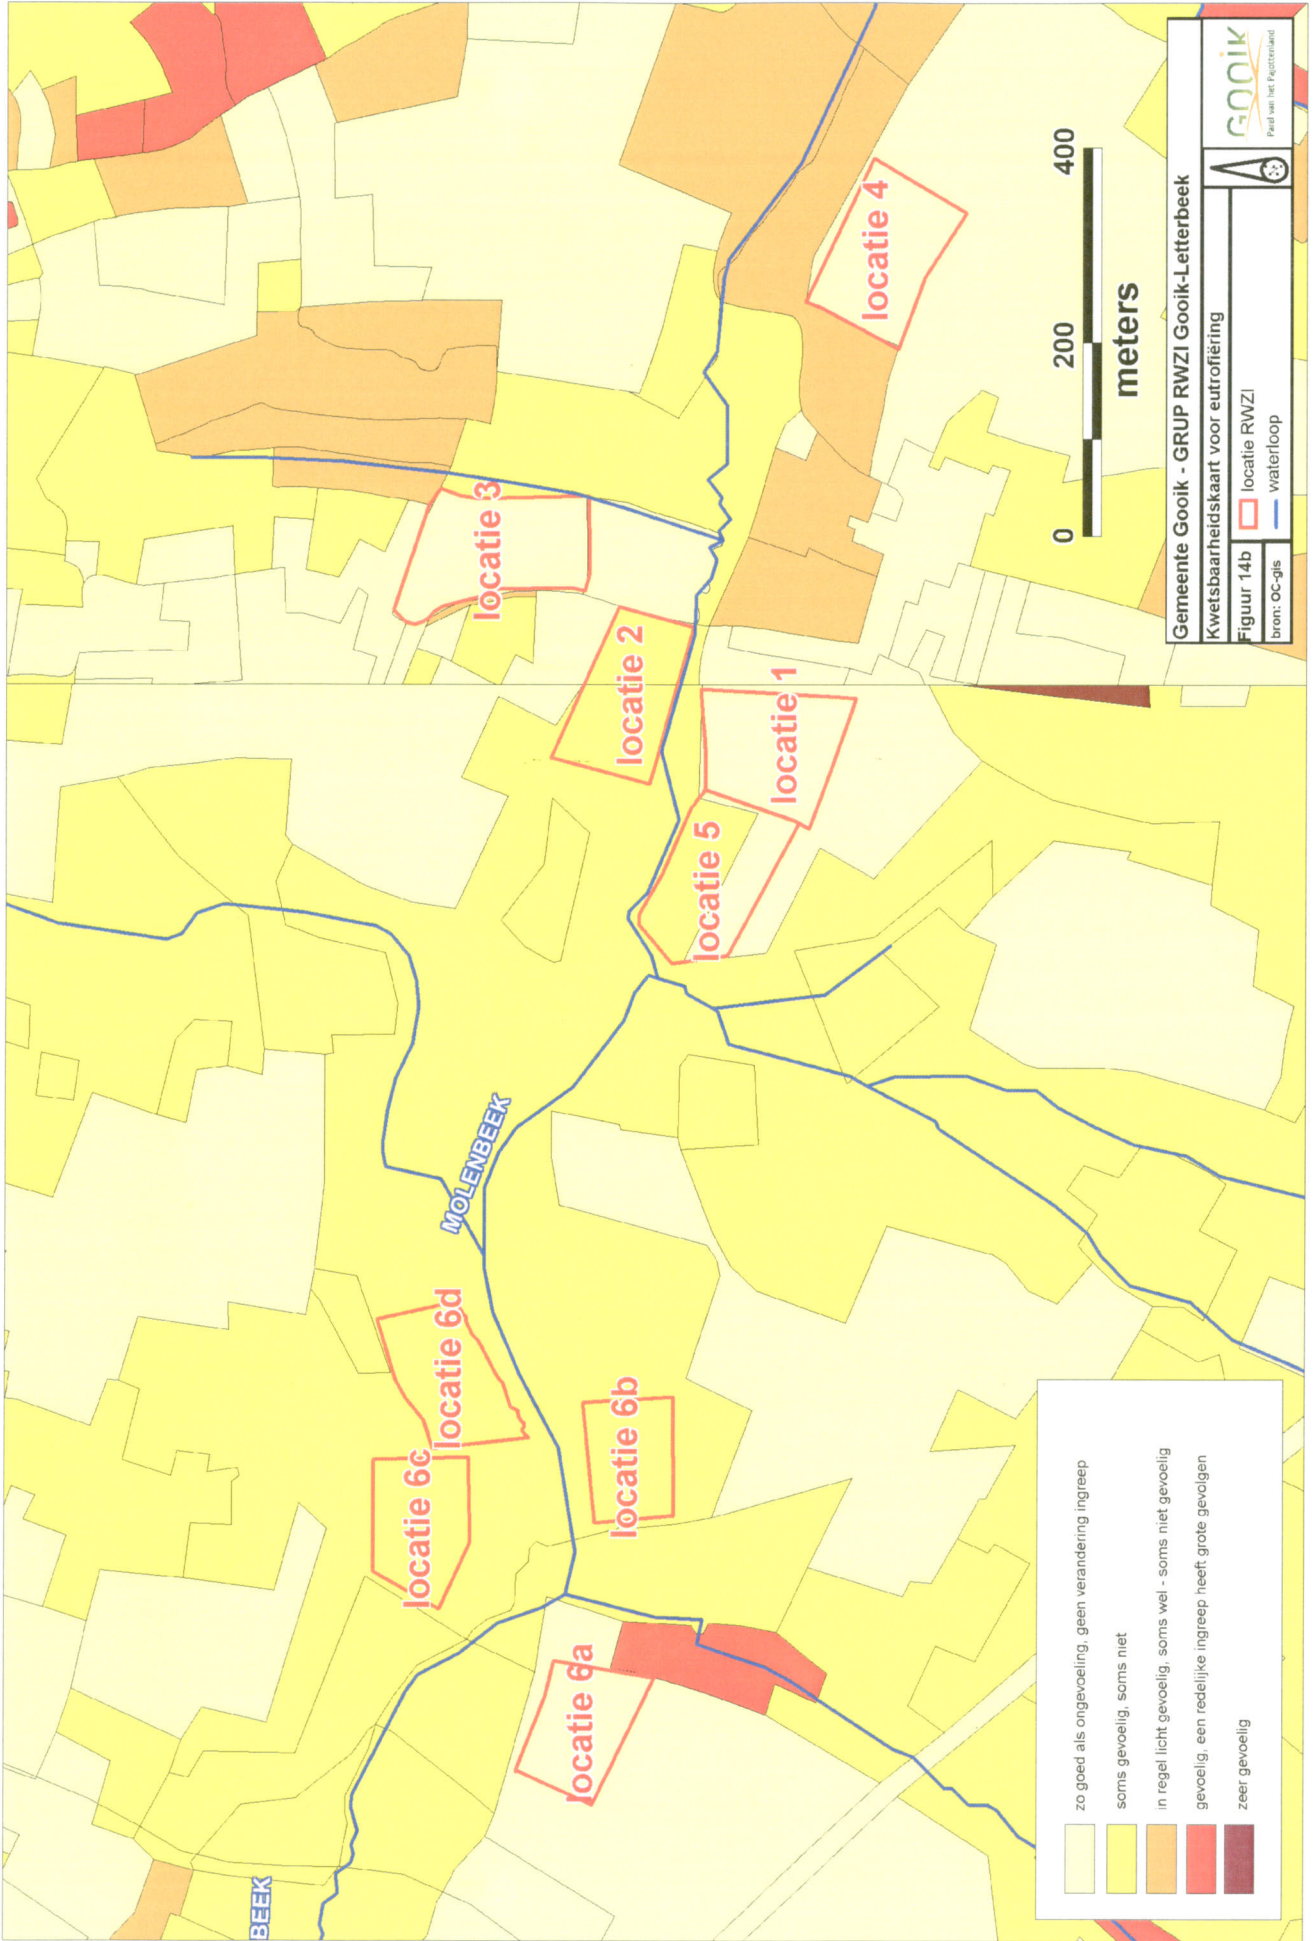 BEEK
MOLENBEEK
locatie 6a
locatie 6b
locatie 6c
locatie 6d
locatie 5
locatie 1
locatie 2
locatie 3
locatie 4
zo goed als ongevoeling, geen verandering ingreep
soms gevoelig, soms niet
in regel licht gevoelig, soms wel - soms niet gevoelig
gevoelig, een redelijke ingreep heeft grote gevolgen
zeer gevoelig
0 200 400
meters
Gemeente Gooik - GRUP RWZI Gooik-Letterbeek
Kwetsbaarheidskaart voor eutrofiëring
Figuur 14b
locatie RWZI
bron: oc-gis
waterloop
GOOIK
Parel van het Pajottenland